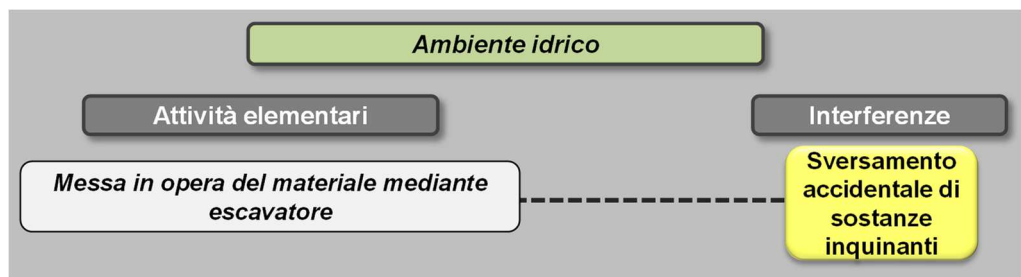 Ambiente idrico
Attività elementari
Interferenze
Messa in opera del materiale mediante
escavatore
Sversamento
accidentale di
sostanze
inquinanti